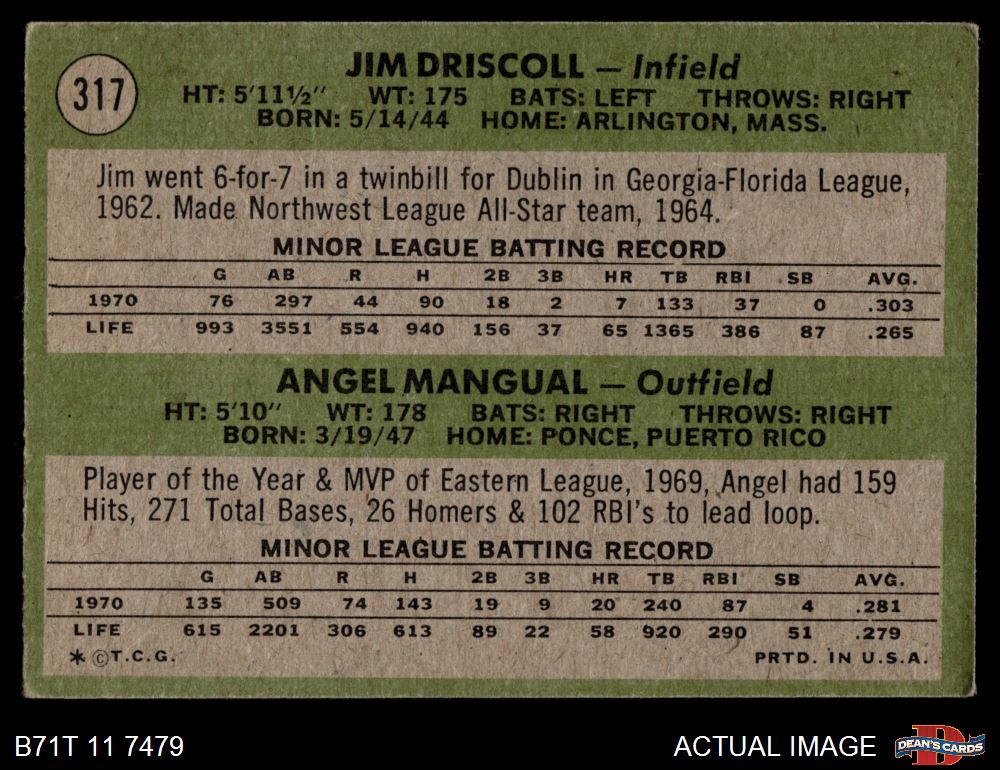 317
JIM DRISCOLL — Infield
HT: 5'11½" WT: 175 BATS: LEFT THROWS: RIGHT
BORN: 5/14/44 HOME: ARLINGTON, MASS.
Jim went 6-for-7 in a twinbill for Dublin in Georgia-Florida League,
1962. Made Northwest League All-Star team, 1964.
MINOR LEAGUE BATTING RECORD
G AB R H 2B 3B HR TB RBI SB AVG.
1970 76 297 44 90 18 2 7 133 37 0 .303
LIFE 993 3551 554 940 156 37 65 1365 386 87 .265
ANGEL MANGUAL — Outfield
HT: 5'10" WT: 178 BATS: RIGHT THROWS: RIGHT
BORN: 3/19/47 HOME: PONCE, PUERTO RICO
Player of the Year & MVP of Eastern League, 1969, Angel had 159
Hits, 271 Total Bases, 26 Homers & 102 RBI's to lead loop.
MINOR LEAGUE BATTING RECORD
G AB R H 2B 3B HR TB RBI SB AVG.
1970 135 509 74 143 19 9 20 240 87 4 .281
LIFE 615 2201 306 613 89 22 58 920 290 51 .279
* ©T.C.G. PRTD. IN U.S.A.
B71T 11 7479 ACTUAL IMAGE DEAN'S CARDS